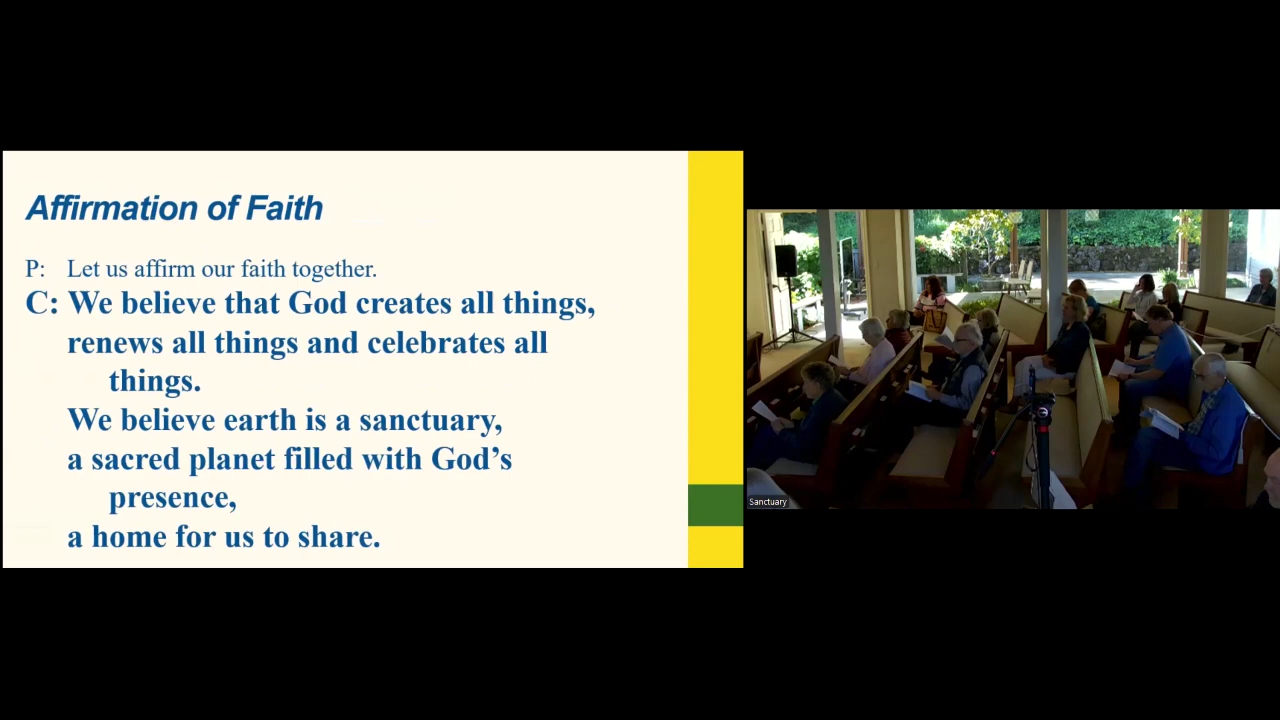 Affirmation of Faith
P: Let us affirm our faith together.
C: We believe that God creates all things,
renews all things and celebrates all
things.
We believe earth is a sanctuary,
a sacred planet filled with God’s
presence,
a home for us to share.
Sanctuary